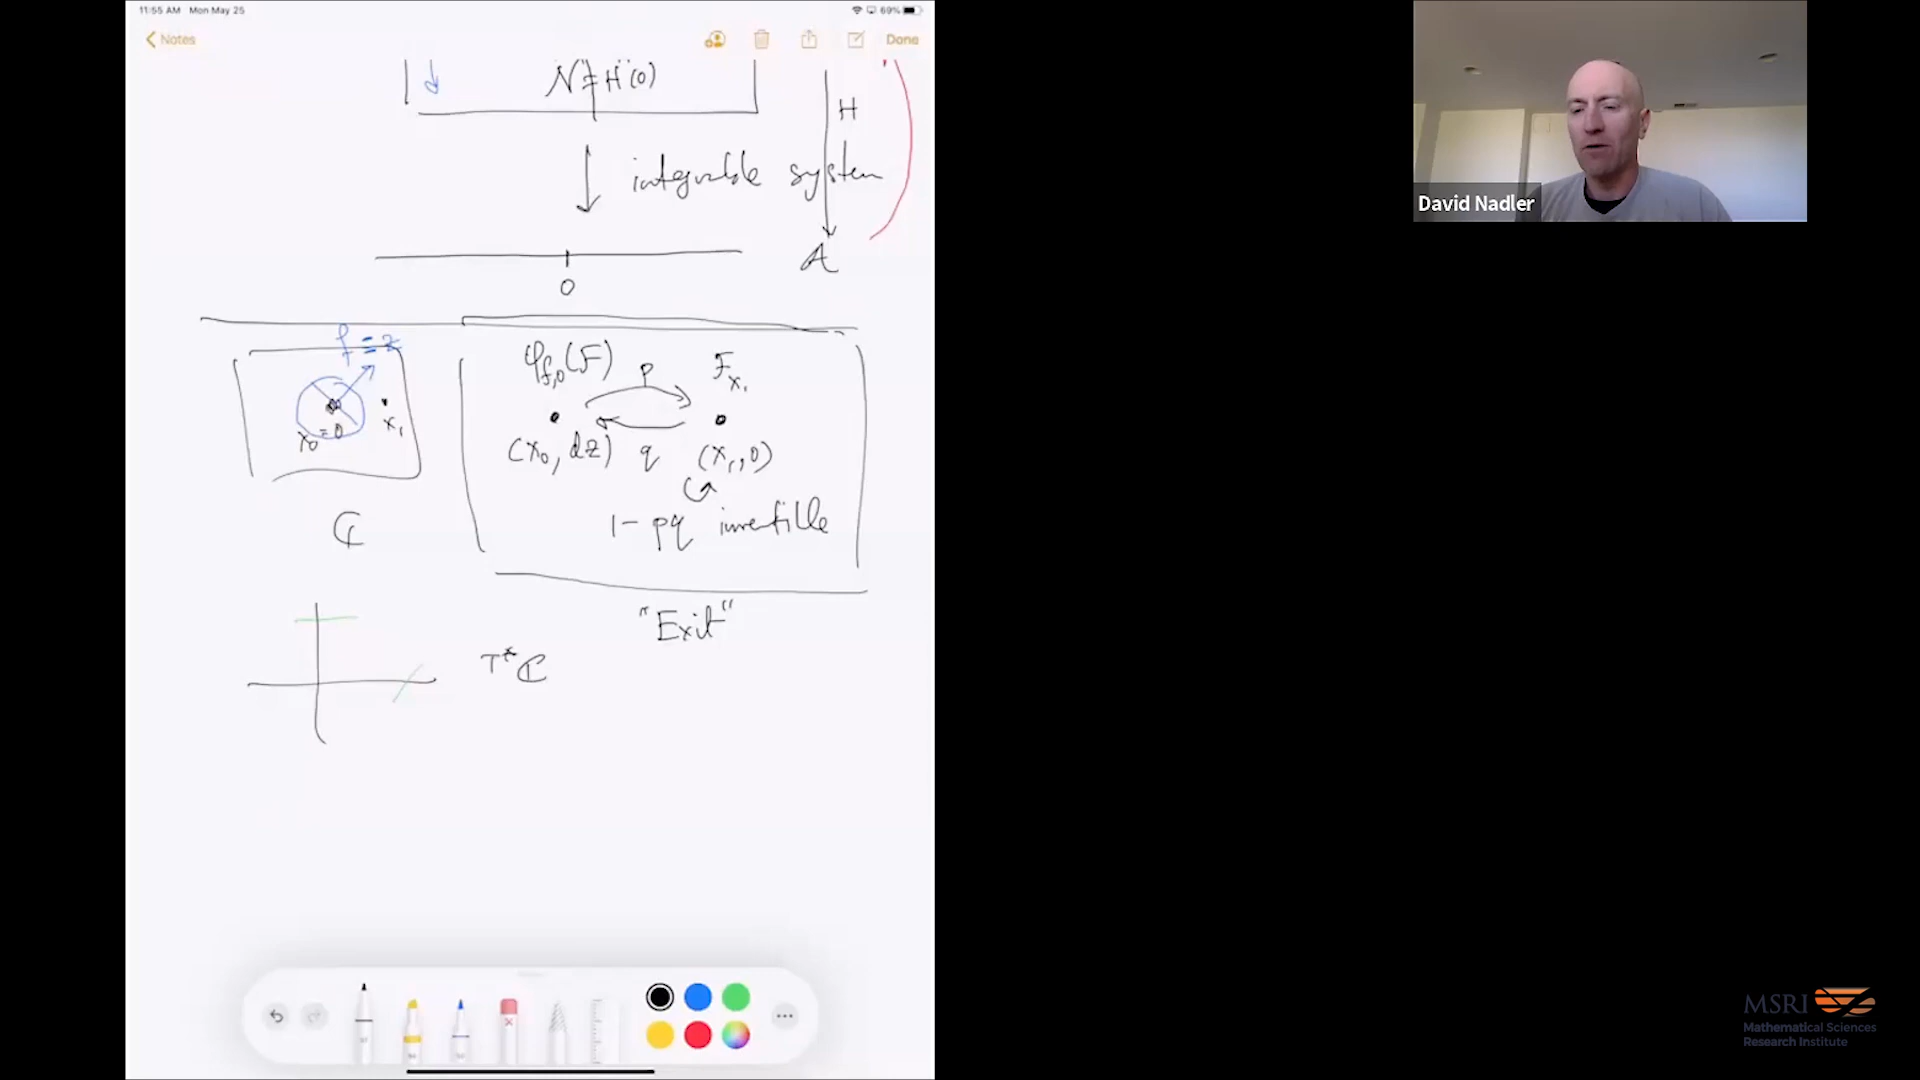 11:55 AM Mon May 25
69%
Notes
Done
N = H⁻¹(0)
H
integrable system
A
0
f = z
φ_{f,0}(F)
p
F_{x₁}
x₁
x₀ = 0
(x₀, dz)
q
(x₁, 0)
1 - pq invertible
ℂ
"Exit"
T*ℂ
David Nadler
MSRI
Mathematical Sciences
Research Institute